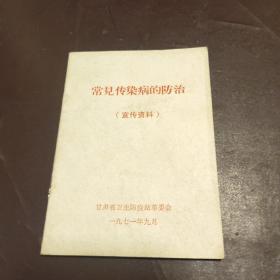 常见传染病的防治
（宣传资料）
甘肃省卫生防疫站革委会
一九七一年九月